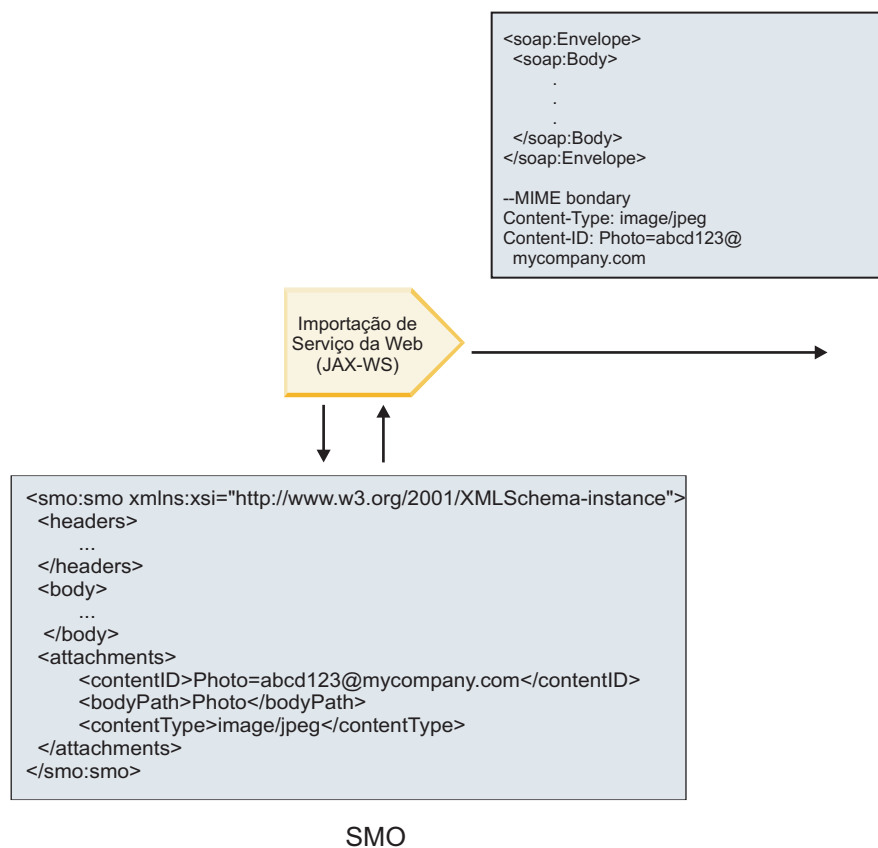 <soap:Envelope>
<soap:Body>
.
.
.
</soap:Body>
</soap:Envelope>
--MIME bondary
Content-Type: image/jpeg
Content-ID: Photo=abcd123@
mycompany.com
Importação de
Serviço da Web
(JAX-WS)
<smo:smo xmlns:xsi="http://www.w3.org/2001/XMLSchema-instance">
<headers>
...
</headers>
<body>
...
</body>
<attachments>
<contentID>Photo=abcd123@mycompany.com</contentID>
<bodyPath>Photo</bodyPath>
<contentType>image/jpeg</contentType>
</attachments>
</smo:smo>
SMO